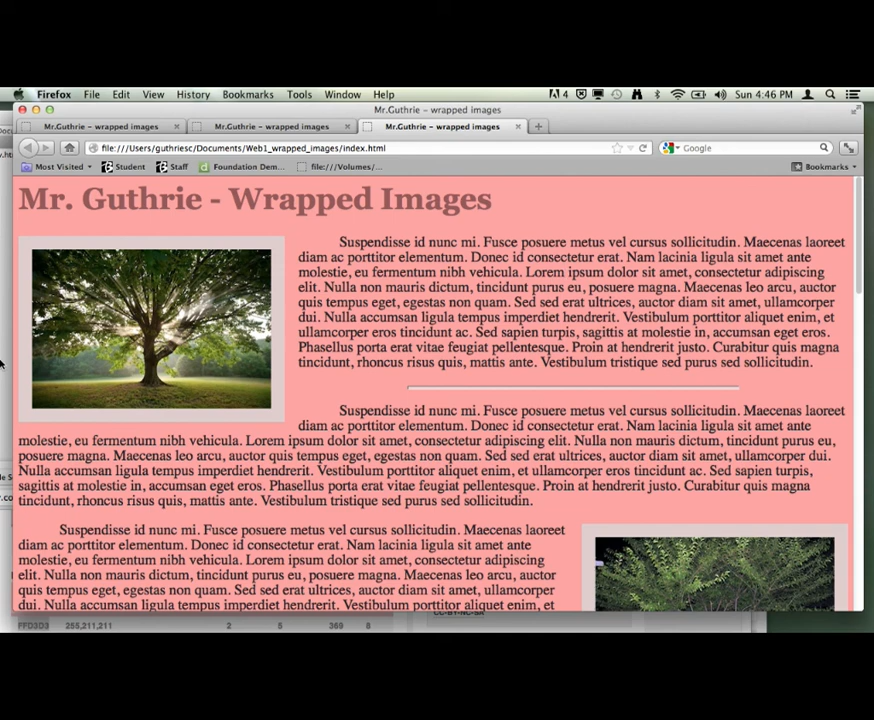 Firefox File Edit View History Bookmarks Tools Window Help 4 Sun 4:46 PM
Mr.Guthrie - wrapped images
Mr.Guthrie - wrapped images Mr.Guthrie - wrapped images Mr.Guthrie - wrapped images
file:///Users/guthriesc/Documents/Web1_wrapped_images/index.html Google
Most Visited Student Staff Foundation Dem... file:///Volumes/... Bookmarks
Mr. Guthrie - Wrapped Images
Suspendisse id nunc mi. Fusce posuere metus vel cursus sollicitudin. Maecenas laoreet
diam ac porttitor elementum. Donec id consectetur erat. Nam lacinia ligula sit amet ante
molestie, eu fermentum nibh vehicula. Lorem ipsum dolor sit amet, consectetur adipiscing
elit. Nulla non mauris dictum, tincidunt purus eu, posuere magna. Maecenas leo arcu, auctor
quis tempus eget, egestas non quam. Sed sed erat ultrices, auctor diam sit amet, ullamcorper
dui. Nulla accumsan ligula tempus imperdiet hendrerit. Vestibulum porttitor aliquet enim, et
ullamcorper eros tincidunt ac. Sed sapien turpis, sagittis at molestie in, accumsan eget eros.
Phasellus porta erat vitae feugiat pellentesque. Proin at hendrerit justo. Curabitur quis magna
tincidunt, rhoncus risus quis, mattis ante. Vestibulum tristique sed purus sed sollicitudin.
Suspendisse id nunc mi. Fusce posuere metus vel cursus sollicitudin. Maecenas laoreet
diam ac porttitor elementum. Donec id consectetur erat. Nam lacinia ligula sit amet ante
molestie, eu fermentum nibh vehicula. Lorem ipsum dolor sit amet, consectetur adipiscing elit. Nulla non mauris dictum, tincidunt purus eu,
posuere magna. Maecenas leo arcu, auctor quis tempus eget, egestas non quam. Sed sed erat ultrices, auctor diam sit amet, ullamcorper dui.
Nulla accumsan ligula tempus imperdiet hendrerit. Vestibulum porttitor aliquet enim, et ullamcorper eros tincidunt ac. Sed sapien turpis,
sagittis at molestie in, accumsan eget eros. Phasellus porta erat vitae feugiat pellentesque. Proin at hendrerit justo. Curabitur quis magna
tincidunt, rhoncus risus quis, mattis ante. Vestibulum tristique sed purus sed sollicitudin.
Suspendisse id nunc mi. Fusce posuere metus vel cursus sollicitudin. Maecenas laoreet
diam ac porttitor elementum. Donec id consectetur erat. Nam lacinia ligula sit amet ante
molestie, eu fermentum nibh vehicula. Lorem ipsum dolor sit amet, consectetur adipiscing
elit. Nulla non mauris dictum, tincidunt purus eu, posuere magna. Maecenas leo arcu, auctor
quis tempus eget, egestas non quam. Sed sed erat ultrices, auctor diam sit amet, ullamcorper
dui. Nulla accumsan ligula tempus imperdiet hendrerit. Vestibulum porttitor aliquet enim, et
FFD3D3 255,211,211 2 5 369 8
CC-BY-NC-SA